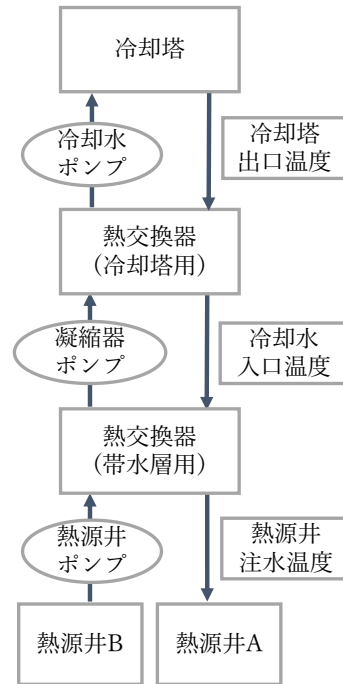 冷却塔
冷却水
ポンプ
冷却塔
出口温度
熱交換器
(冷却塔用)
凝縮器
ポンプ
冷却水
入口温度
熱交換器
(帯水層用)
熱源井
ポンプ
熱源井
注水温度
熱源井B
熱源井A